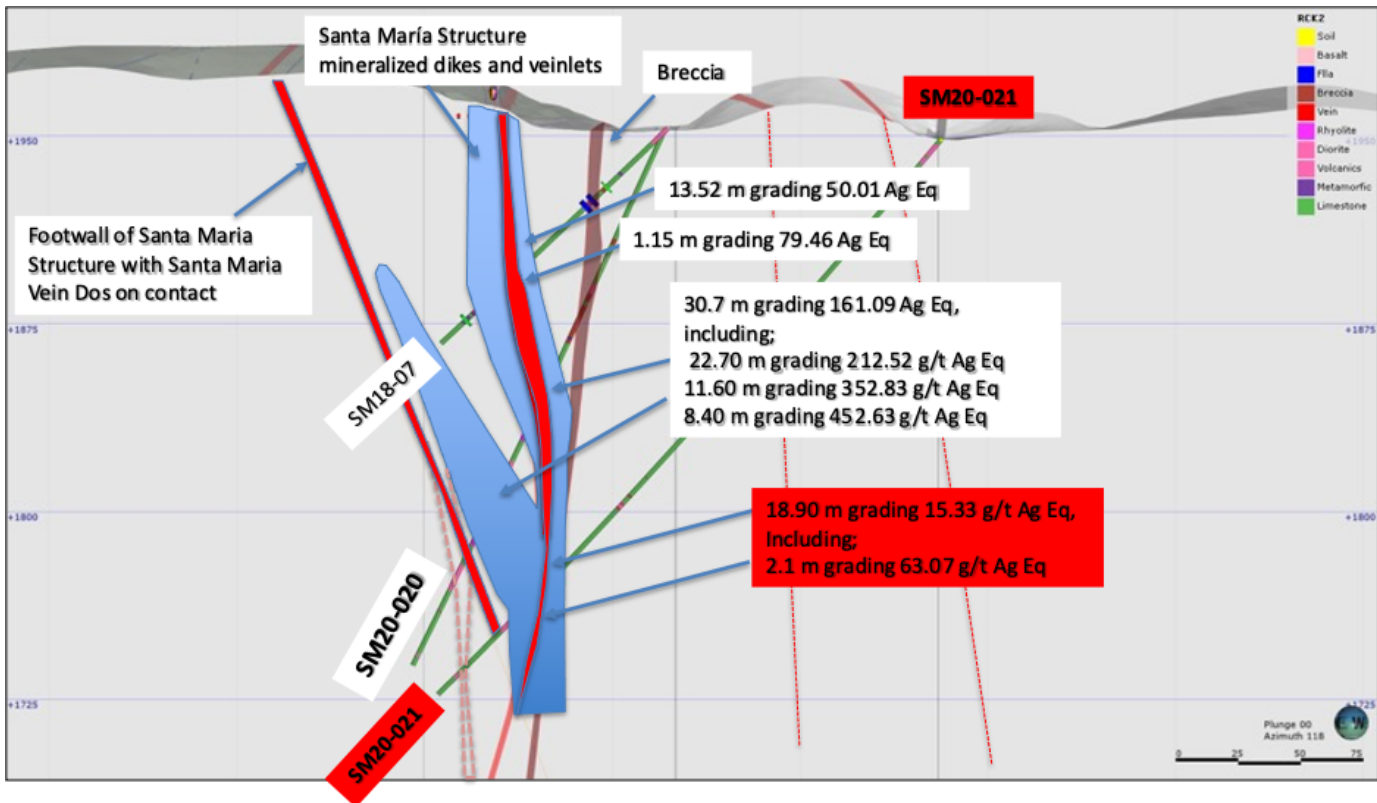 Santa María Structure
mineralized dikes and veinlets
Breccia
SM20-021
RCK2
Soil
Basalt
Flla
Breccia
Vein
Rhyolite
Diorite
Volcanics
Metamorfic
Limestone
+1950
+1950
13.52 m grading 50.01 Ag Eq
Footwall of Santa Maria
Structure with Santa Maria
Vein Dos on contact
1.15 m grading 79.46 Ag Eq
30.7 m grading 161.09 Ag Eq,
including;
22.70 m grading 212.52 g/t Ag Eq
11.60 m grading 352.83 g/t Ag Eq
8.40 m grading 452.63 g/t Ag Eq
+1875
+1875
SM18-07
18.90 m grading 15.33 g/t Ag Eq,
Including;
2.1 m grading 63.07 g/t Ag Eq
+1800
+1800
SM20-020
SM20-021
+1725
+1725
Plunge 00
Azimuth 118
E W
0 25 50 75